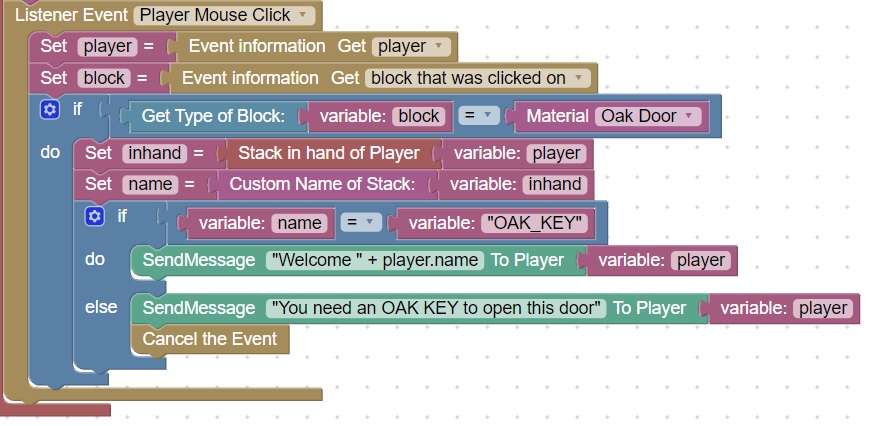 Listener Event Player Mouse Click
Set player = Event information Get player
Set block = Event information Get block that was clicked on
if Get Type of Block: variable: block = Material Oak Door
do Set inhand = Stack in hand of Player variable: player
Set name = Custom Name of Stack: variable: inhand
if variable: name = variable: "OAK_KEY"
do SendMessage "Welcome " + player.name To Player variable: player
else SendMessage "You need an OAK KEY to open this door" To Player variable: player
Cancel the Event